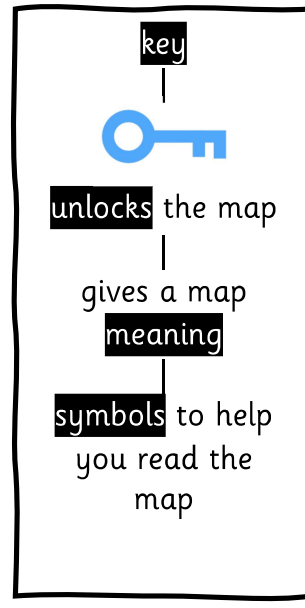 key
unlocks the map
gives a map
meaning
symbols to help
you read the
map